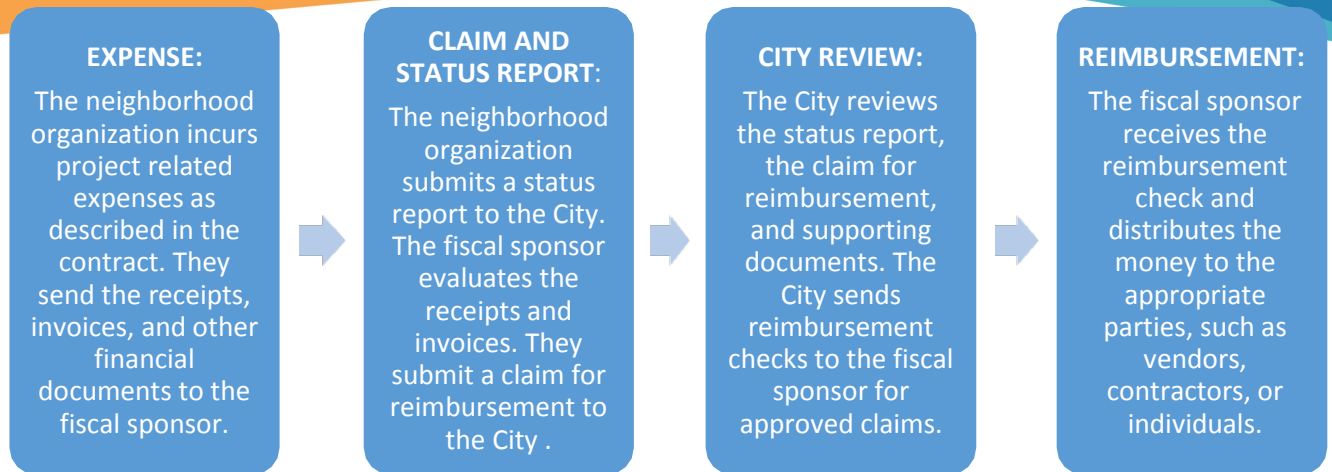 EXPENSE:
The neighborhood
organization incurs
project related
expenses as
described in the
contract. They
send the receipts,
invoices, and other
financial
documents to the
fiscal sponsor.
CLAIM AND
STATUS REPORT:
The neighborhood
organization
submits a status
report to the City.
The fiscal sponsor
evaluates the
receipts and
invoices. They
submit a claim for
reimbursement to
the City .
CITY REVIEW:
The City reviews
the status report,
the claim for
reimbursement,
and supporting
documents. The
City sends
reimbursement
checks to the fiscal
sponsor for
approved claims.
REIMBURSEMENT:
The fiscal sponsor
receives the
reimbursement
check and
distributes the
money to the
appropriate
parties, such as
vendors,
contractors, or
individuals.